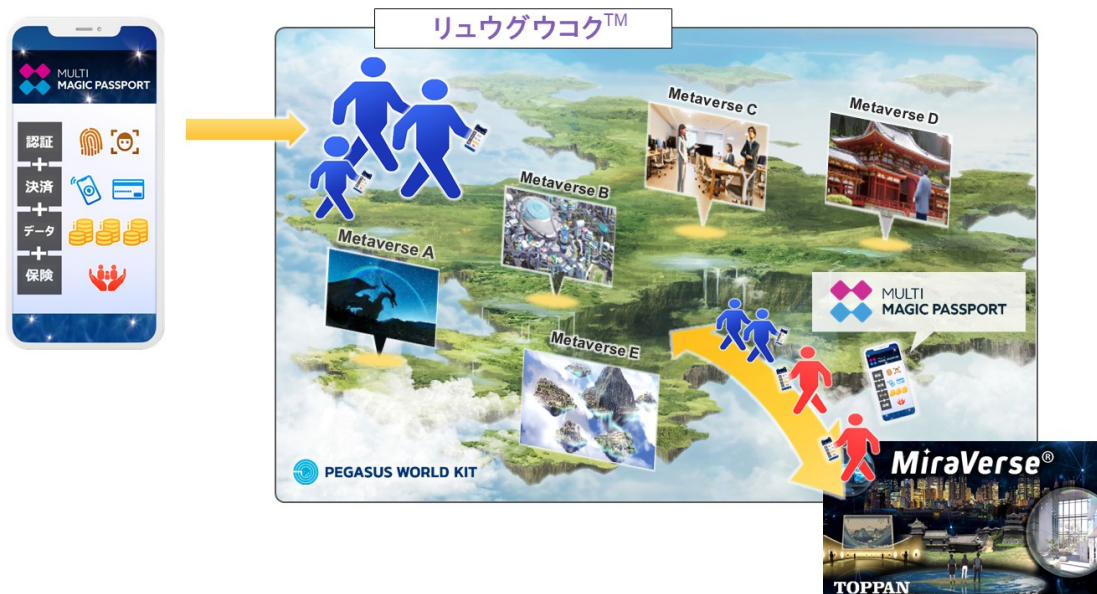 リュウグウコク™
MULTI
MAGIC PASSPORT
認証
+
決済
+
データ
+
保険
Metaverse A
Metaverse B
Metaverse C
Metaverse D
Metaverse E
MULTI
MAGIC PASSPORT
PEGASUS WORLD KIT
MiraVerse®
TOPPAN